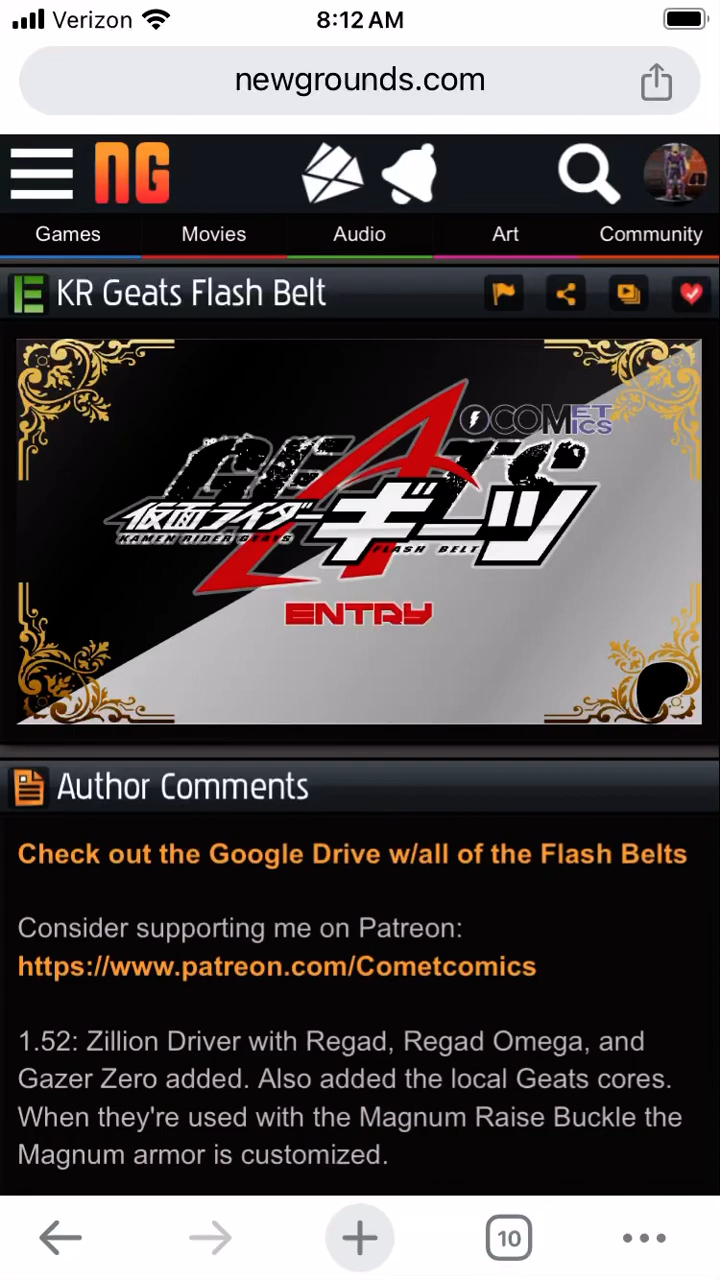 Verizon 8:12 AM
newgrounds.com
NG
Games Movies Audio Art Community
E KR Geats Flash Belt
COMET
MICS
GEATS
仮面ライダーギーツ
KAMEN RIDER GEATS FLASH BELT
ENTRY
Author Comments
Check out the Google Drive w/all of the Flash Belts
Consider supporting me on Patreon:
https://www.patreon.com/Cometcomics
1.52: Zillion Driver with Regad, Regad Omega, and
Gazer Zero added. Also added the local Geats cores.
When they're used with the Magnum Raise Buckle the
Magnum armor is customized.
10